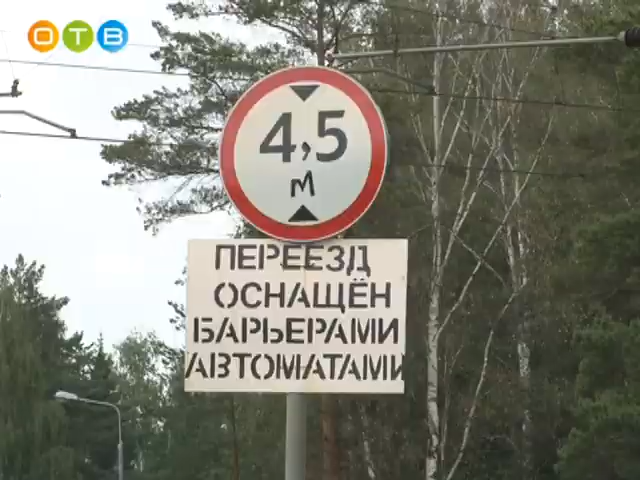 ОТВ
4,5
м
ПЕРЕЕЗД
ОСНАЩЁН
БАРЬЕРАМИ
АВТОМАТАМИ